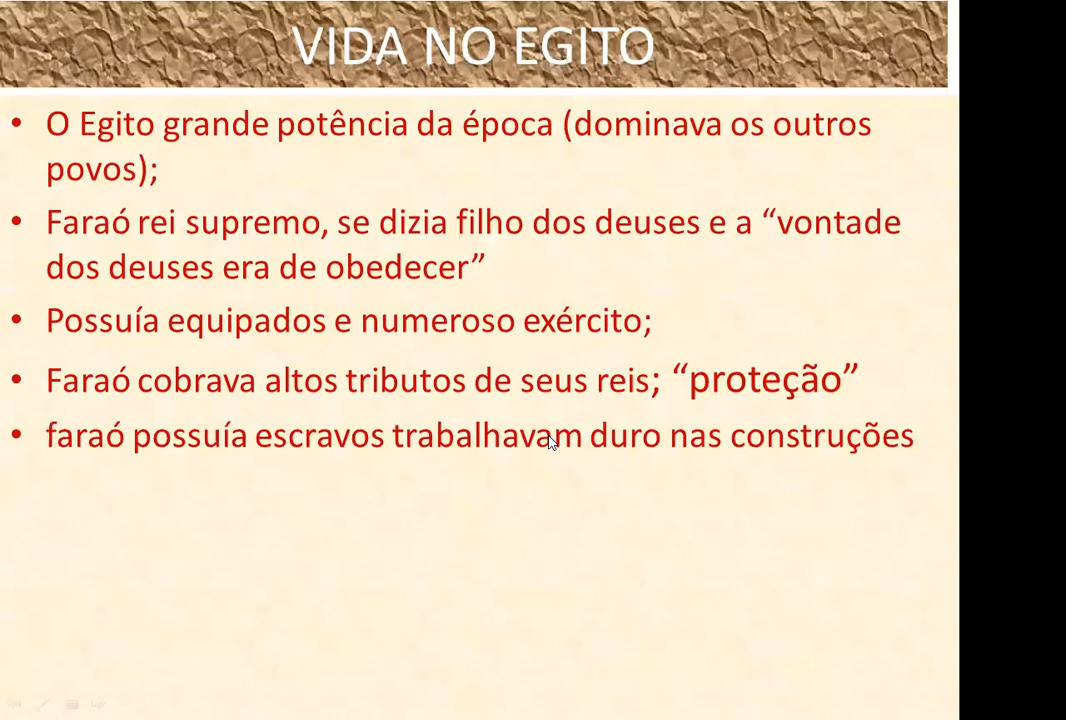 VIDA NO EGITO
• O Egito grande potência da época (dominava os outros
povos);
• Faraó rei supremo, se dizia filho dos deuses e a “vontade
dos deuses era de obedecer”
• Possuía equipados e numeroso exército;
• Faraó cobrava altos tributos de seus reis; “proteção”
• faraó possuía escravos trabalhavam duro nas construções